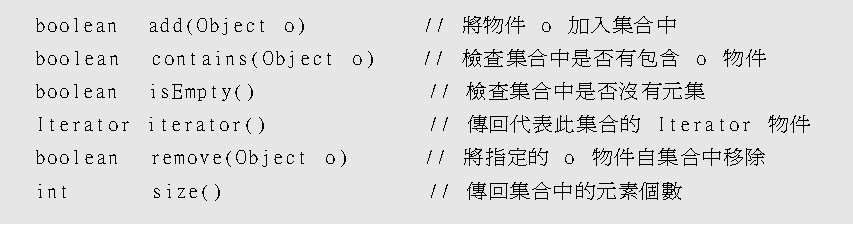 boolean add(Object o) // 將物件 o 加入集合中
boolean contains(Object o) // 檢查集合中是否有包含 o 物件
boolean isEmpty() // 檢查集合中是否沒有元集
Iterator iterator() // 傳回代表此集合的 Iterator 物件
boolean remove(Object o) // 將指定的 o 物件自集合中移除
int size() // 傳回集合中的元素個數